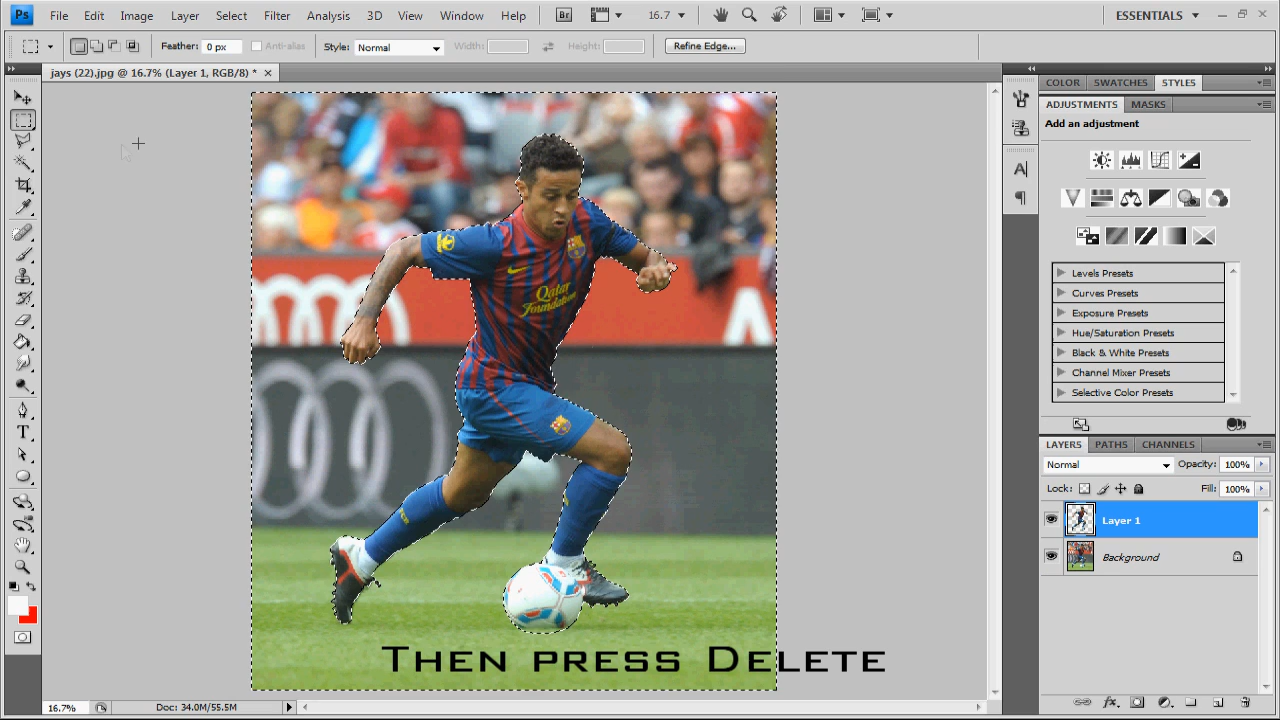 Ps File Edit Image Layer Select Filter Analysis 3D View Window Help Br 16.7 ESSENTIALS
Feather: 0 px Anti-alias Style: Normal Width: Height: Refine Edge...
jays (22).jpg @ 16.7% (Layer 1, RGB/8) *
COLOR SWATCHES STYLES
ADJUSTMENTS MASKS
Add an adjustment
Levels Presets
Curves Presets
Exposure Presets
Hue/Saturation Presets
Black & White Presets
Channel Mixer Presets
Selective Color Presets
Qatar
Foundation
LAYERS PATHS CHANNELS
Normal Opacity: 100%
Lock: Fill: 100%
Layer 1
Background
THEN PRESS DELETE
16.7% Doc: 34.0M/55.5M